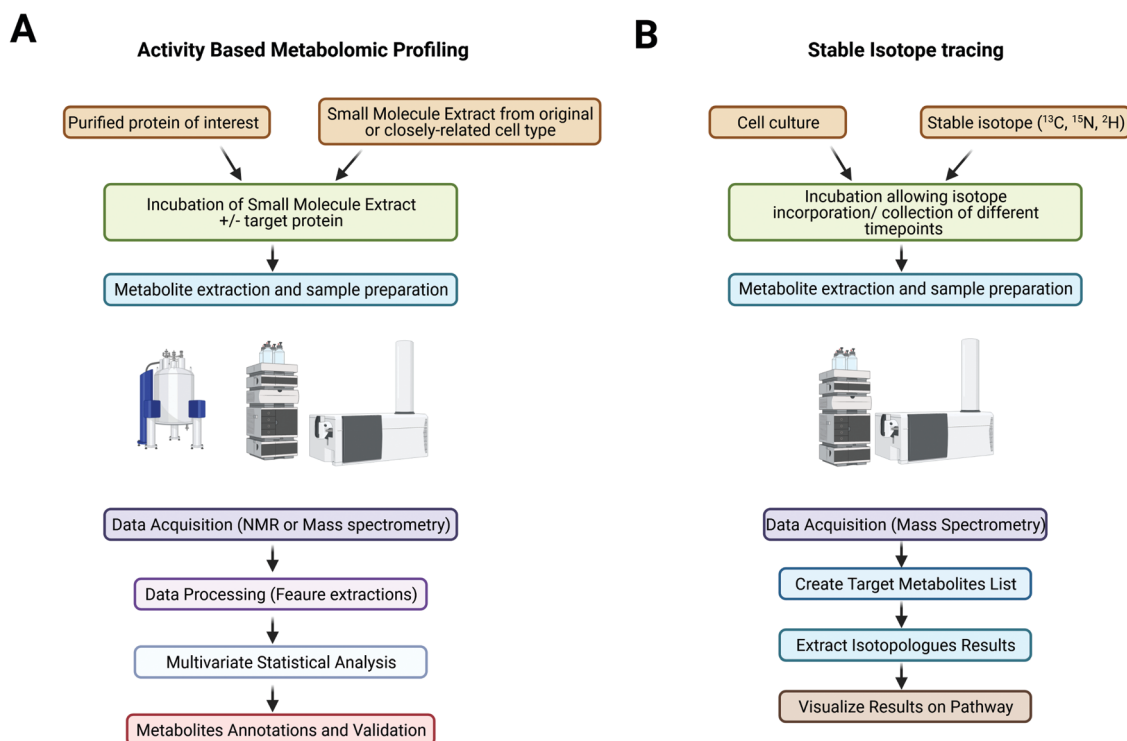 A
Activity Based Metabolomic Profiling
Purified protein of interest
Small Molecule Extract from original
or closely-related cell type
Incubation of Small Molecule Extract
+/- target protein
Metabolite extraction and sample preparation
Data Acquisition (NMR or Mass spectrometry)
Data Processing (Feaure extractions)
Multivariate Statistical Analysis
Metabolites Annotations and Validation
B
Stable Isotope tracing
Cell culture
Stable isotope (¹³C, ¹⁵N, ²H)
Incubation allowing isotope
incorporation/ collection of different
timepoints
Metabolite extraction and sample preparation
Data Acquisition (Mass Spectrometry)
Create Target Metabolites List
Extract Isotopologues Results
Visualize Results on Pathway